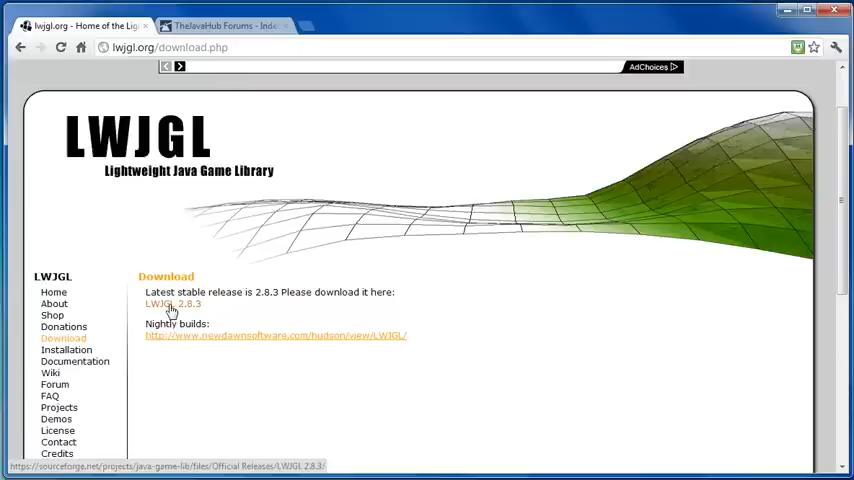 lwjgl.org - Home of the Lig
TheJavaHub Forums - Index
lwjgl.org/download.php
AdChoices
LWJGL
Lightweight Java Game Library
LWJGL
Home
About
Shop
Donations
Download
Installation
Documentation
Wiki
Forum
FAQ
Projects
Demos
License
Contact
Credits
Download
Latest stable release is 2.8.3 Please download it here:
LWJGL 2.8.3
Nightly builds:
http://www.newdawnsoftware.com/hudson/view/LWJGL/
https://sourceforge.net/projects/java-game-lib/files/Official Releases/LWJGL 2.8.3/